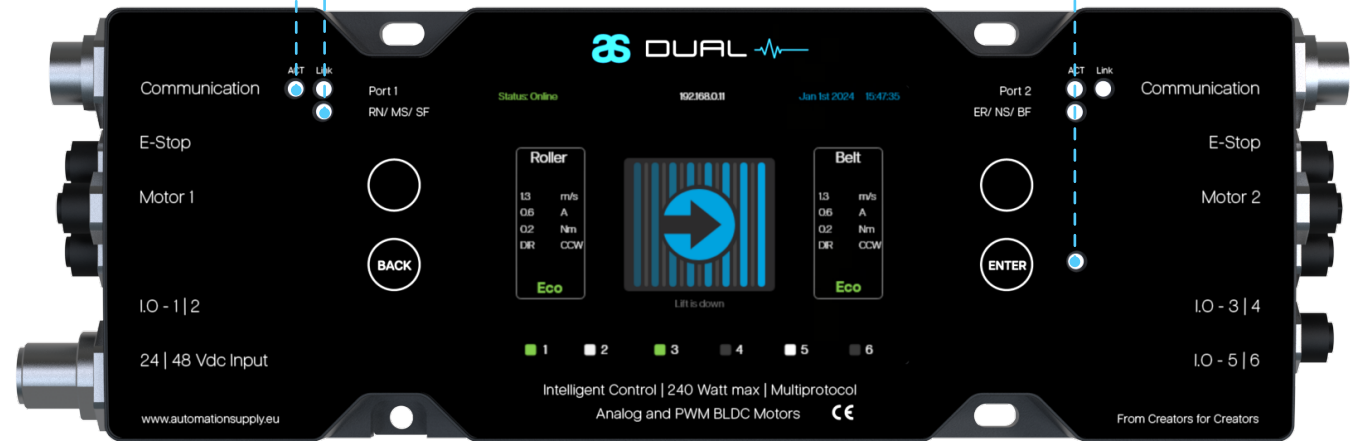 DUAL
ACT Link
Communication
Port 1
RN/ MS/ SF
E-Stop
Motor 1
BACK
I.O - 1|2
24 | 48 Vdc Input
www.automationsupply.eu
Status: Online 192.168.0.11 Jan 1st 2024 15:47:35
Roller
1.3 m/s
0.6 A
0.2 Nm
DIR CCW
Eco
Lift is down
Belt
1.3 m/s
0.6 A
0.2 Nm
DIR CCW
Eco
1 2 3 4 5 6
Intelligent Control | 240 Watt max | Multiprotocol
Analog and PWM BLDC Motors CE
ACT Link
Port 2
ER/ NS/ BF
Communication
E-Stop
Motor 2
ENTER
I.O - 3|4
I.O - 5|6
From Creators for Creators